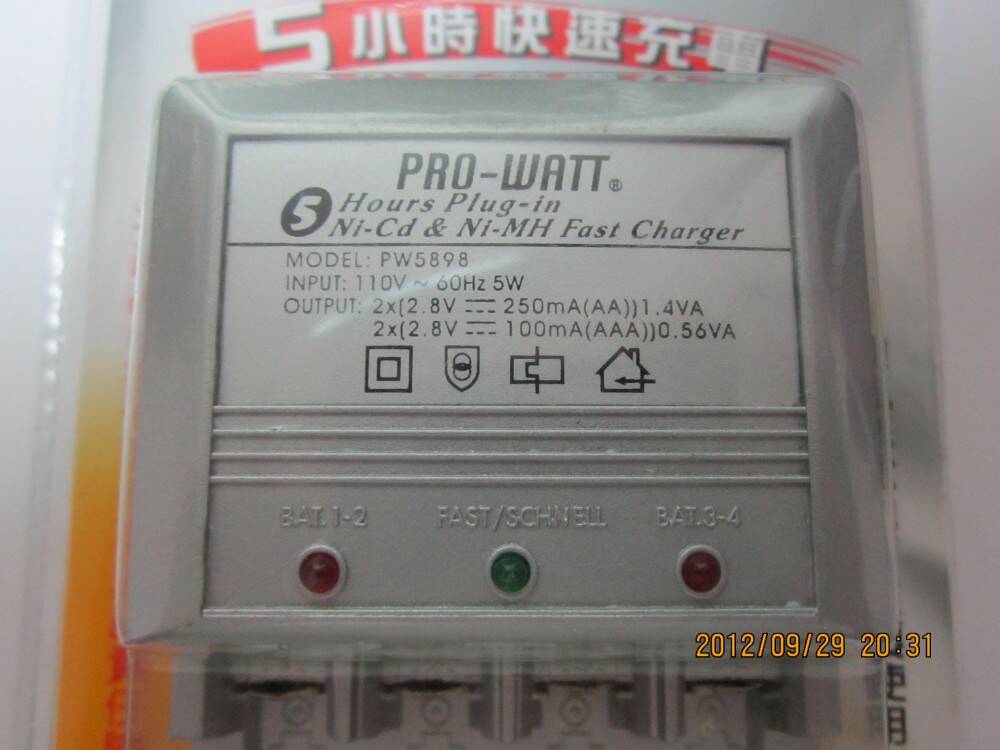 5小時快速充電
PRO-WATT®
5 Hours Plug-in
Ni-Cd & Ni-MH Fast Charger
MODEL: PW5898
INPUT: 110V ~ 60Hz 5W
OUTPUT: 2x(2.8V ⎓ 250mA(AA))1.4VA
2x(2.8V ⎓ 100mA(AAA))0.56VA
BAT.1-2 FAST/SCHNELL BAT.3-4
2012/09/29 20:31